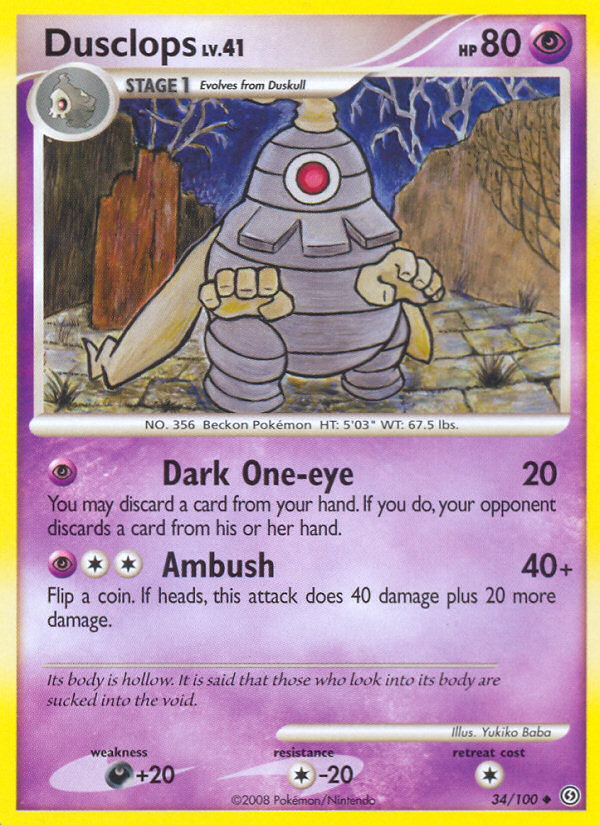 Dusclops LV.41 HP 80
STAGE 1 Evolves from Duskull
NO. 356 Beckon Pokémon HT: 5'03" WT: 67.5 lbs.
Dark One-eye 20
You may discard a card from your hand. If you do, your opponent
discards a card from his or her hand.
Ambush 40+
Flip a coin. If heads, this attack does 40 damage plus 20 more
damage.
Its body is hollow. It is said that those who look into its body are
sucked into the void.
Illus. Yukiko Baba
weakness resistance retreat cost
+20 -20
©2008 Pokémon/Nintendo 34/100